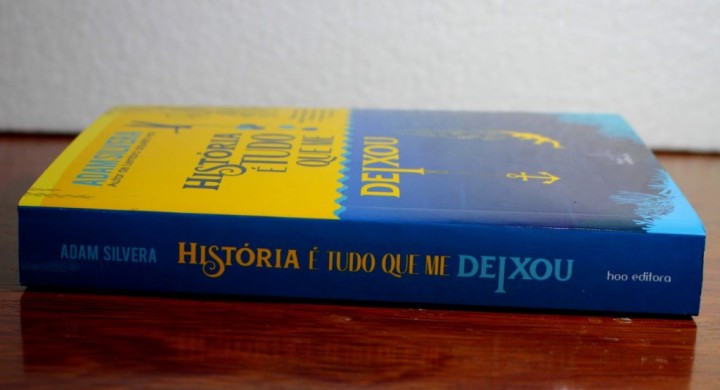 ADAM SILVERA
HISTÓRIA
É TUDO
QUE ME
DEIXOU
ADAM SILVERA HISTÓRIA É TUDO QUE ME DEIXOU hoo editora